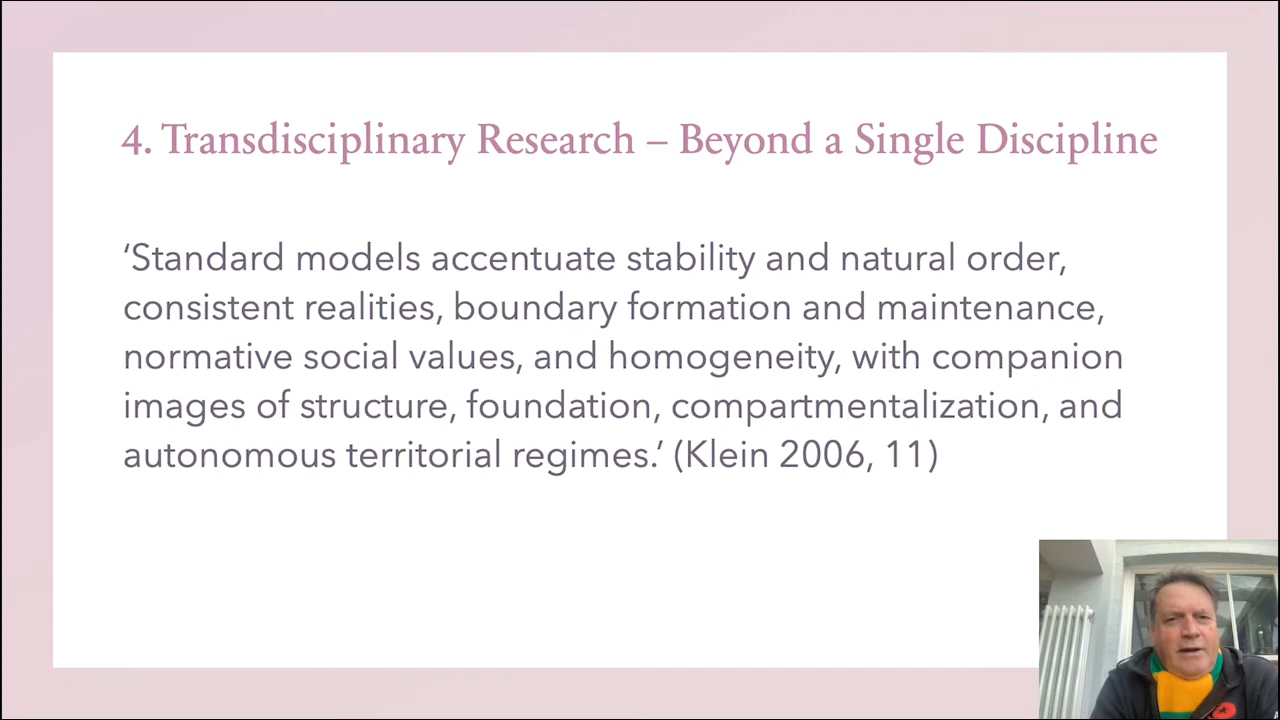 4. Transdisciplinary Research – Beyond a Single Discipline
‘Standard models accentuate stability and natural order,
consistent realities, boundary formation and maintenance,
normative social values, and homogeneity, with companion
images of structure, foundation, compartmentalization, and
autonomous territorial regimes.’ (Klein 2006, 11)